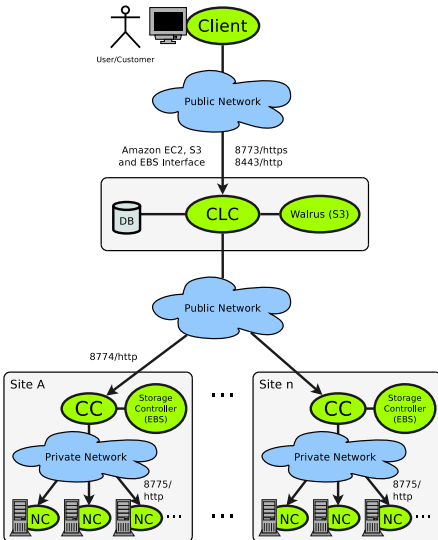 Client
User/Customer
Public Network
Amazon EC2, S3
and EBS Interface
8773/https
8443/http
DB
CLC
Walrus (S3)
Public Network
8774/http
Site A
CC
Storage
Controller
(EBS)
Private Network
8775/
http
NC
NC
NC
...
...
...
Site n
CC
Storage
Controller
(EBS)
Private Network
8775/
http
NC
NC
NC
...